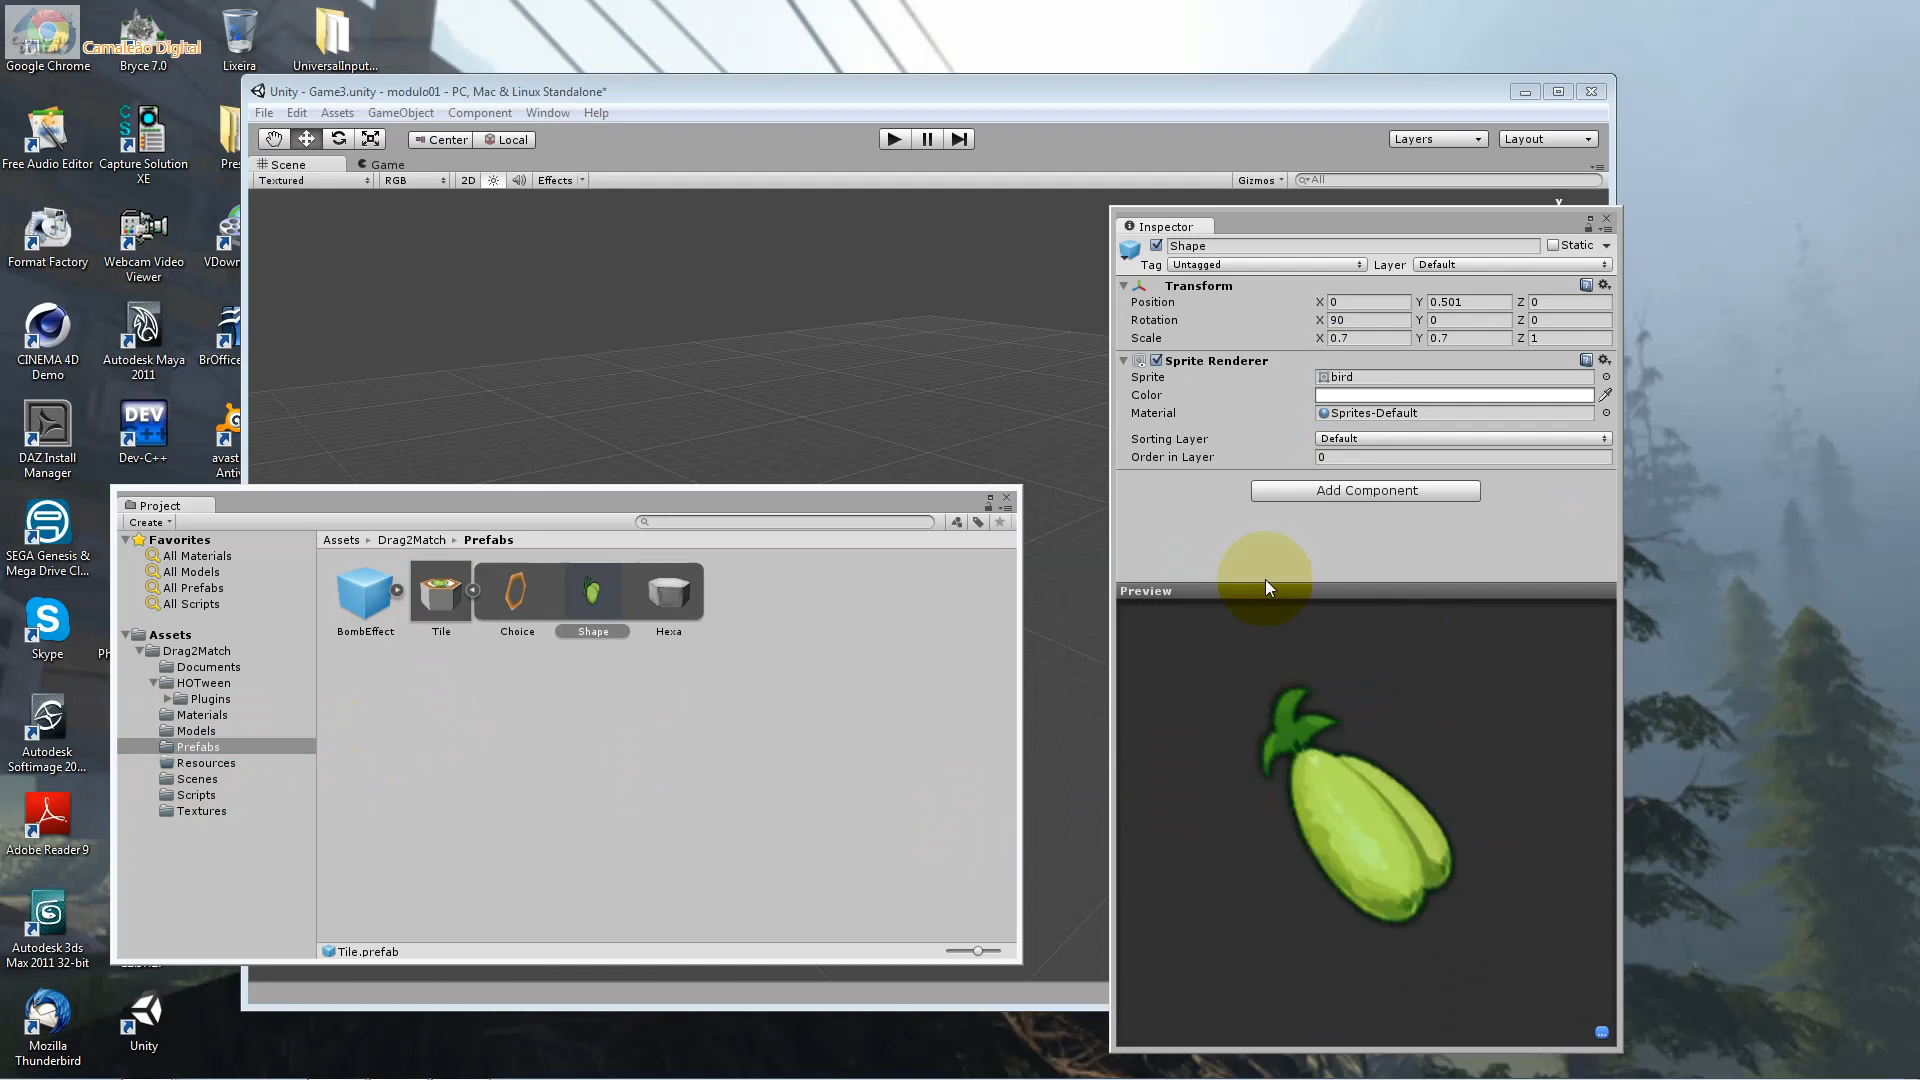 Google Chrome
Camaleão Digital
Bryce 7.0
Lixeira
UniversalInput...
Free Audio Editor
Capture Solution
XE
Pres
Format Factory
Webcam Video
Viewer
VDown
CINEMA 4D
Demo
Autodesk Maya
2011
BrOffice
DAZ Install
Manager
DEV
Dev-C++
avast
Anti
SEGA Genesis &
Mega Drive Cl...
Skype
Autodesk
Softimage 20...
Adobe Reader 9
Autodesk 3ds
Max 2011 32-bit
Mozilla
Thunderbird
Unity
Unity - Game3.unity - modulo01 - PC, Mac & Linux Standalone*
File Edit Assets GameObject Component Window Help
Center Local
Layers Layout
Scene Game
Textured RGB 2D Effects Gizmos All
y
Inspector
Shape Static
Tag Untagged Layer Default
Transform
Position X 0 Y 0.501 Z 0
Rotation X 90 Y 0 Z 0
Scale X 0.7 Y 0.7 Z 1
Sprite Renderer
Sprite bird
Color
Material Sprites-Default
Sorting Layer Default
Order in Layer 0
Add Component
Preview
Project
Create
Favorites
All Materials
All Models
All Prefabs
All Scripts
Assets
Drag2Match
Documents
HOTween
Plugins
Materials
Models
Prefabs
Resources
Scenes
Scripts
Textures
Assets Drag2Match Prefabs
BombEffect Tile Choice Shape Hexa
Tile.prefab